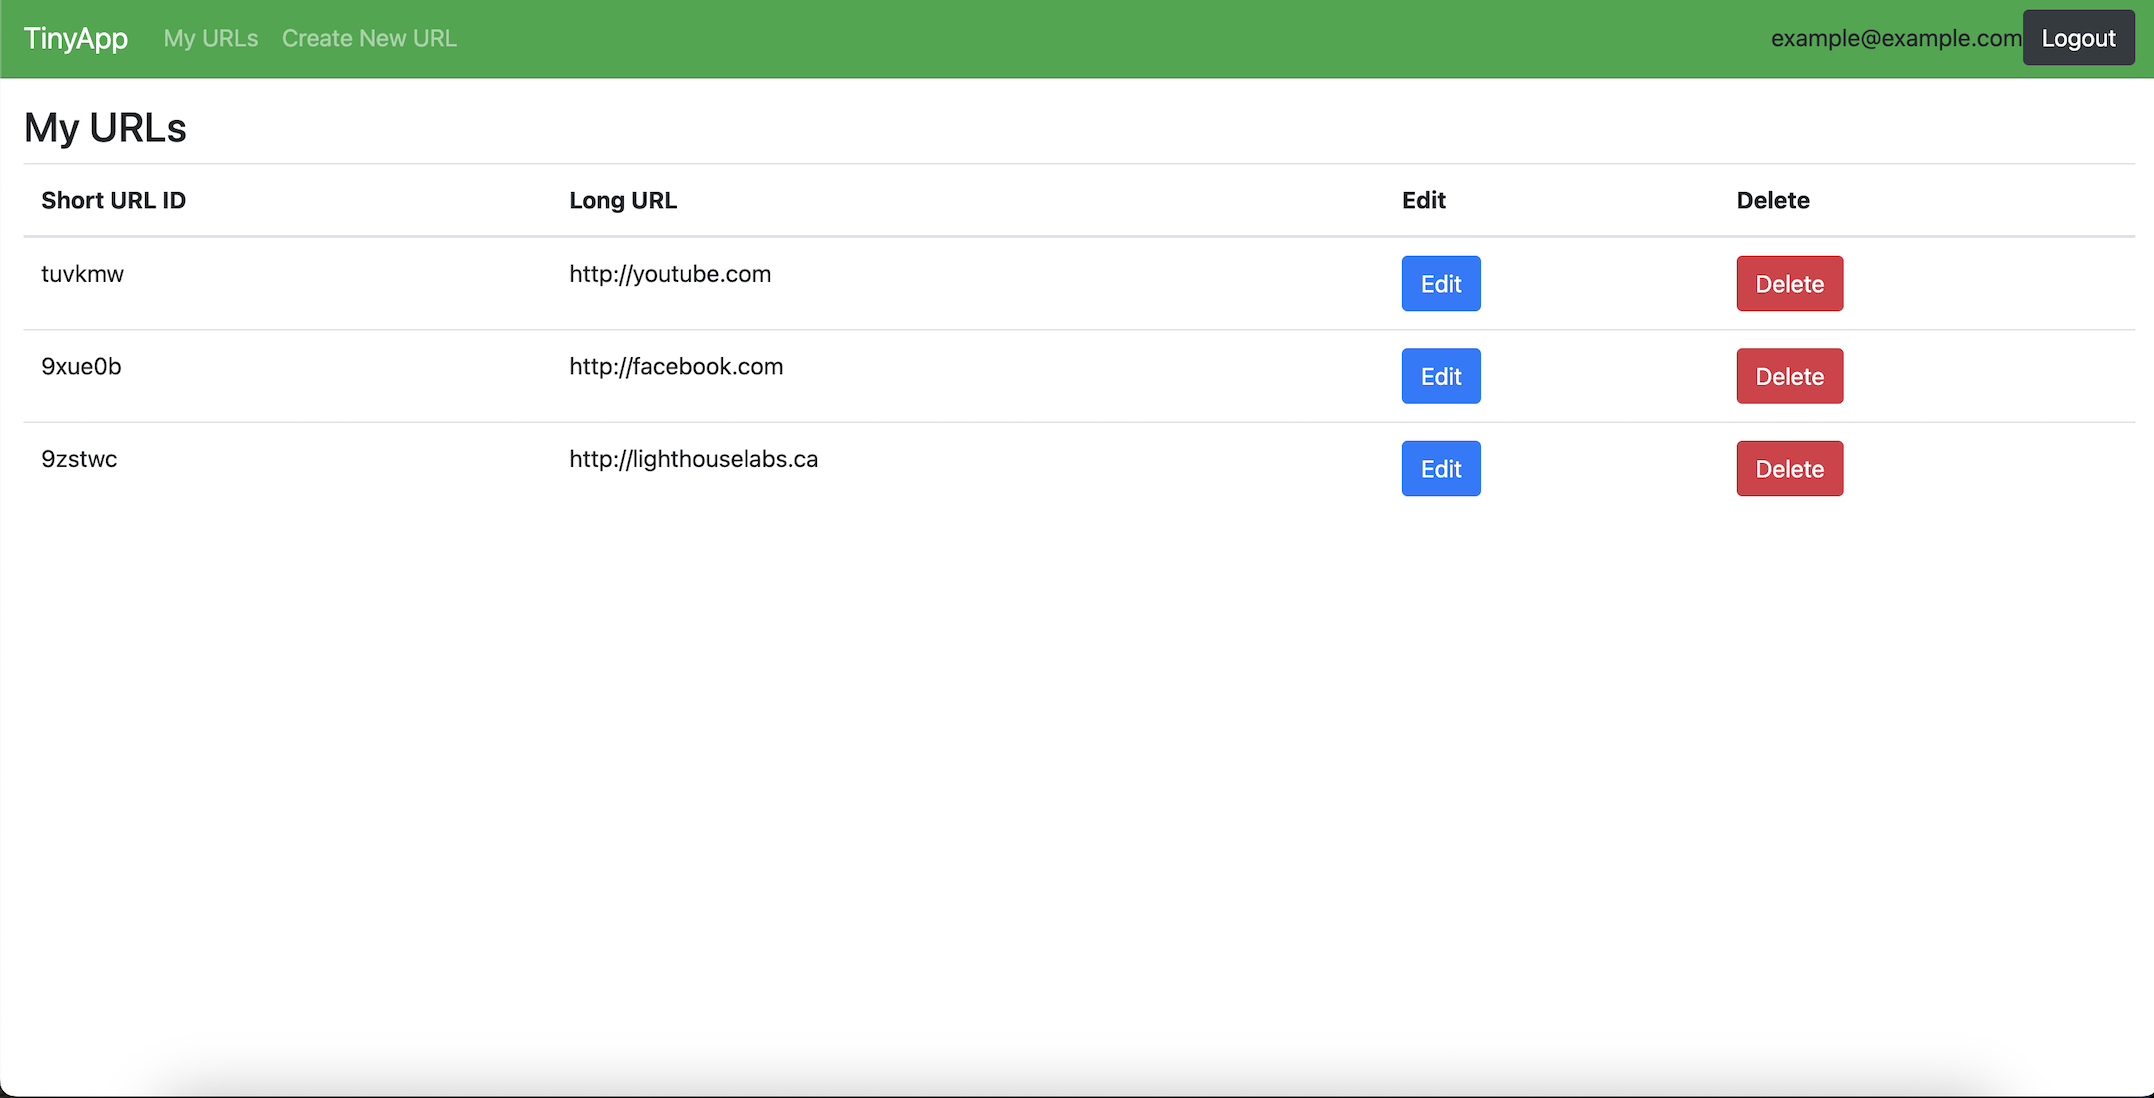 TinyApp My URLs Create New URL example@example.com Logout
My URLs
Short URL ID Long URL Edit Delete
tuvkmw http://youtube.com Edit Delete
9xue0b http://facebook.com Edit Delete
9zstwc http://lighthouselabs.ca Edit Delete